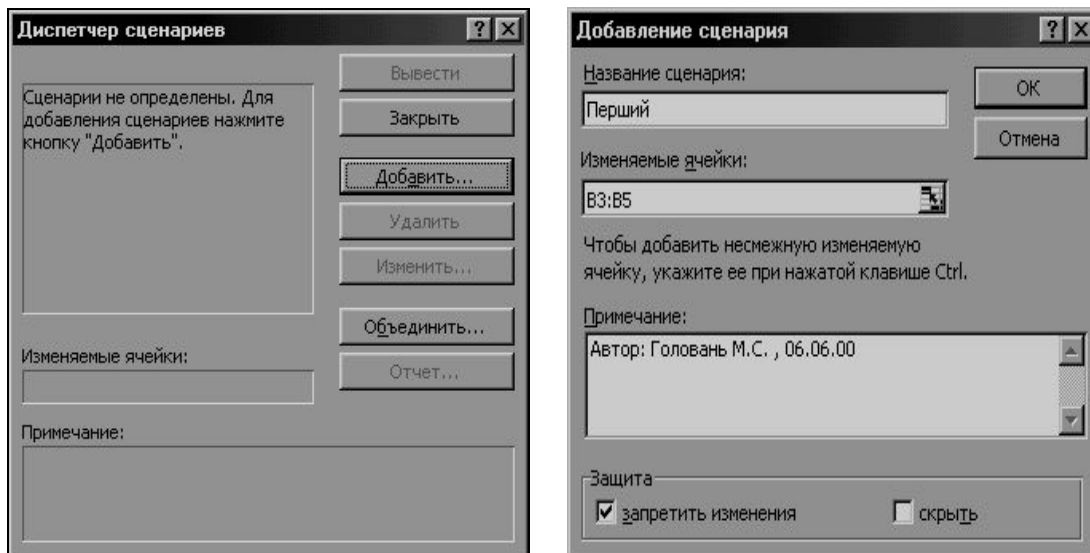 Диспетчер сценариев
Сценарии не определены. Для
добавления сценариев нажмите
кнопку "Добавить".
Вывести
Закрыть
Добавить...
Удалить
Изменить...
Объединить...
Отчет...
Изменяемые ячейки:
Примечание:
Добавление сценария
Название сценария:
Перший
OK
Отмена
Изменяемые ячейки:
B3:B5
Чтобы добавить несмежную изменяемую
ячейку, укажите ее при нажатой клавише Ctrl.
Примечание:
Автор: Головань М.С. , 06.06.00
Защита
запретить изменения
скрыть